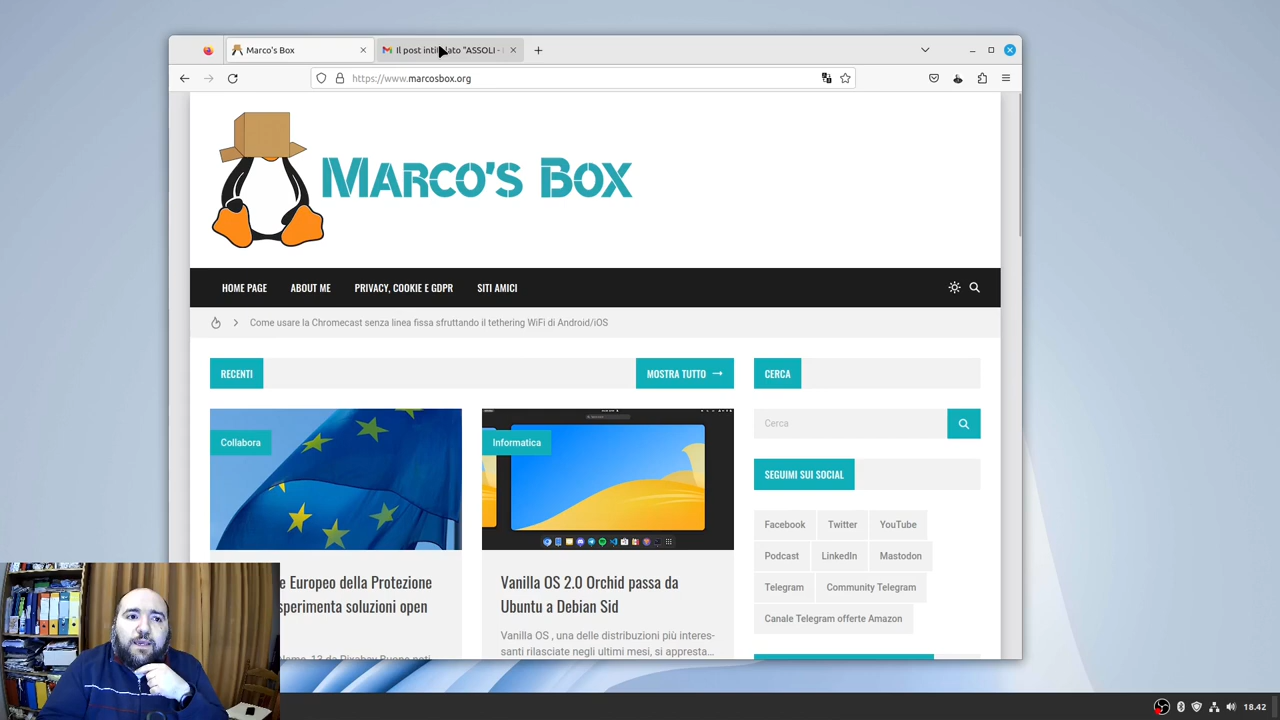 Marco's Box
Il post intitolato "ASSOLI -
https://www.marcosbox.org
MARCO'S BOX
HOME PAGE
ABOUT ME
PRIVACY, COOKIE E GDPR
SITI AMICI
Come usare la Chromecast senza linea fissa sfruttando il tethering WiFi di Android/iOS
RECENTI
MOSTRA TUTTO
CERCA
Cerca
Collabora
Informatica
SEGUIMI SUI SOCIAL
Facebook
Twitter
YouTube
Podcast
LinkedIn
Mastodon
Telegram
Community Telegram
Canale Telegram offerte Amazon
e Europeo della Protezione
sperimenta soluzioni open
Vanilla OS 2.0 Orchid passa da
Ubuntu a Debian Sid
Vanilla OS , una delle distribuzioni più interes-
santi rilasciate negli ultimi mesi, si appresta...
18.42